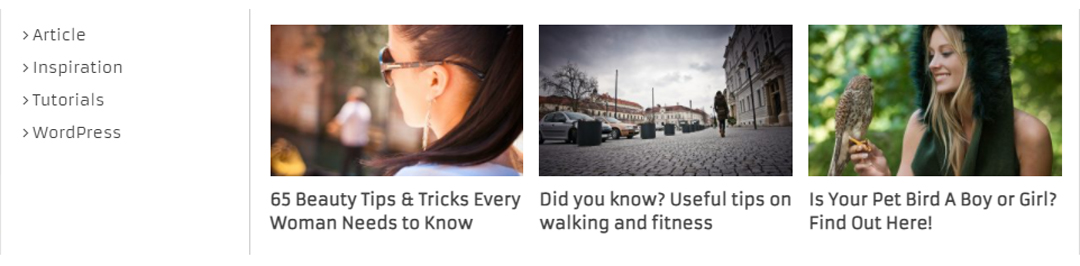 › Article
› Inspiration
› Tutorials
› WordPress
65 Beauty Tips & Tricks Every
Woman Needs to Know
Did you know? Useful tips on
walking and fitness
Is Your Pet Bird A Boy or Girl?
Find Out Here!